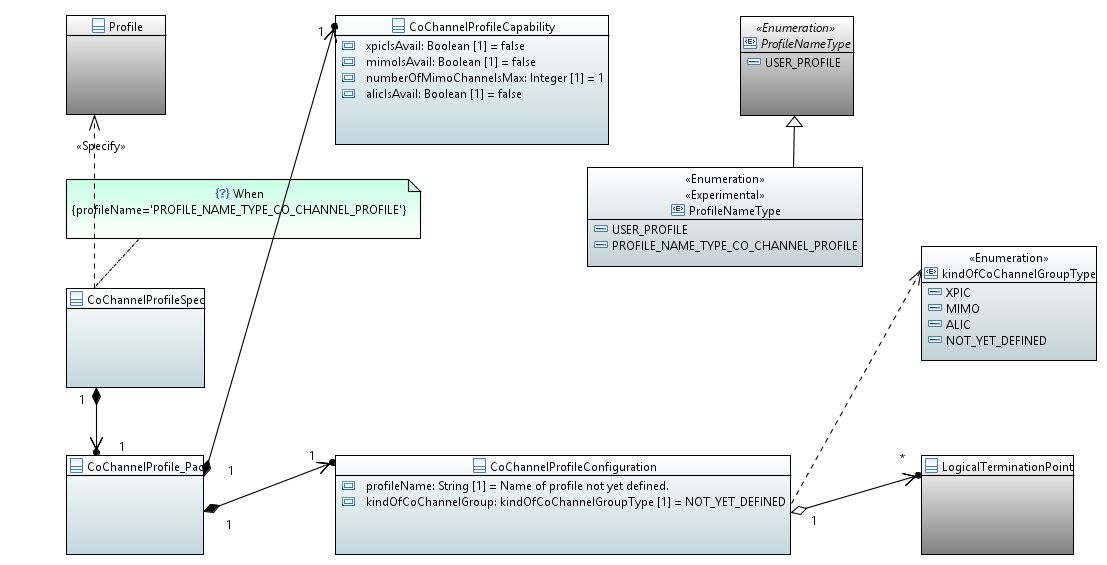 Profile
«Specify»
{?} When
{profileName='PROFILE_NAME_TYPE_CO_CHANNEL_PROFILE'}
CoChannelProfileSpec
1
1
CoChannelProfile_Pac
1
1
CoChannelProfileCapability
xpicIsAvail: Boolean [1] = false
mimoIsAvail: Boolean [1] = false
numberOfMimoChannelsMax: Integer [1] = 1
alicIsAvail: Boolean [1] = false
1
1
CoChannelProfileConfiguration
profileName: String [1] = Name of profile not yet defined.
kindOfCoChannelGroup: kindOfCoChannelGroupType [1] = NOT_YET_DEFINED
«Enumeration»
ProfileNameType
USER_PROFILE
«Enumeration»
«Experimental»
ProfileNameType
USER_PROFILE
PROFILE_NAME_TYPE_CO_CHANNEL_PROFILE
«Enumeration»
kindOfCoChannelGroupType
XPIC
MIMO
ALIC
NOT_YET_DEFINED
1
*
LogicalTerminationPoint